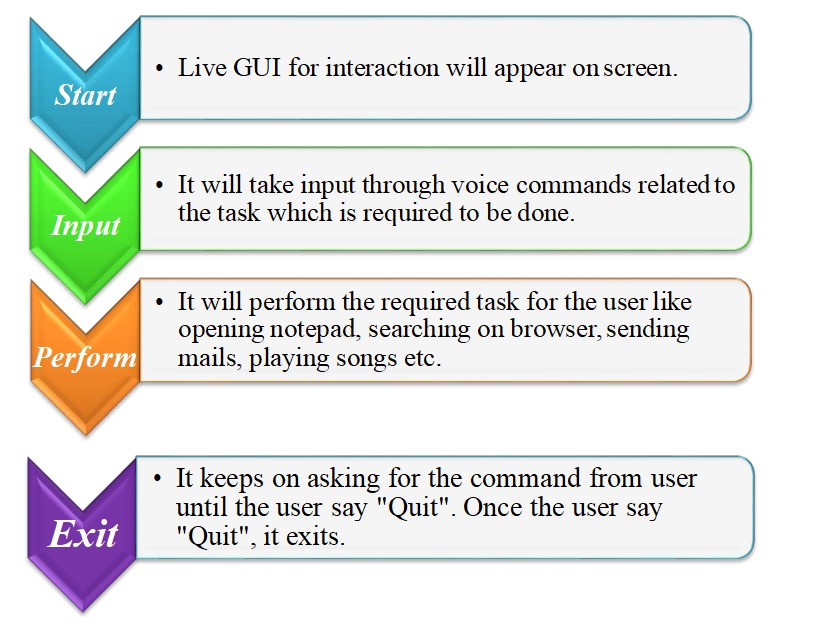 Start
• Live GUI for interaction will appear on screen.
Input
• It will take input through voice commands related to
the task which is required to be done.
Perform
• It will perform the required task for the user like
opening notepad, searching on browser, sending
mails, playing songs etc.
Exit
• It keeps on asking for the command from user
until the user say "Quit". Once the user say
"Quit", it exits.